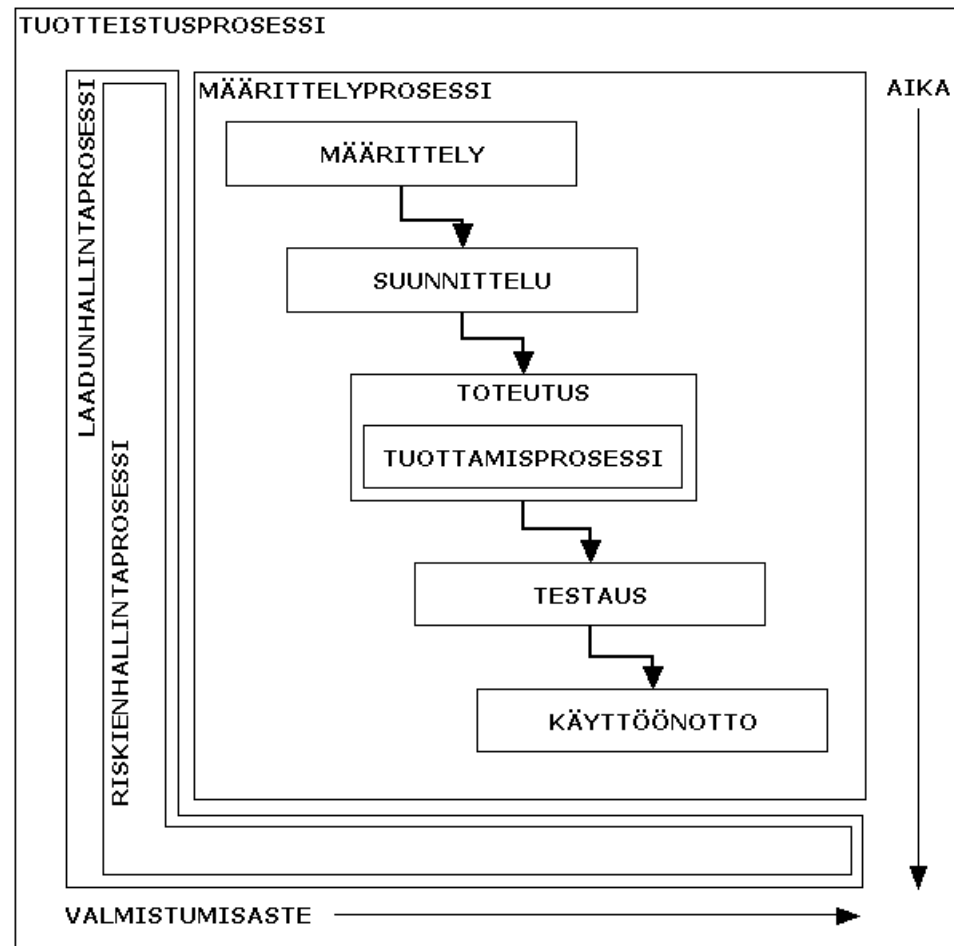 TUOTTEISTUSPROSESSI
LAADUNHALLINTAPROSESSI
RISKIENHALLINTAPROSESSI
MÄÄRITTELYPROSESSI
MÄÄRITTELY
SUUNNITTELU
TOTEUTUS
TUOTTAMISPROSESSI
TESTAUS
KÄYTTÖÖNOTTO
AIKA
VALMISTUMISASTE